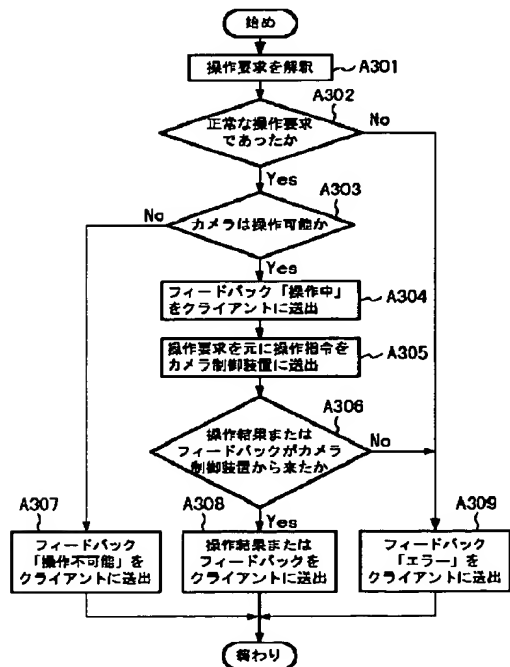 始め
操作要求を解釈
A301
A302
正常な操作要求
であったか
No
Yes
A303
カメラは操作可能か
No
Yes
フィードバック「操作中」
をクライアントに送出
A304
操作要求を元に操作指令を
カメラ制御装置に送出
A305
A306
操作結果または
フィードバックがカメラ
制御装置から来たか
No
Yes
A307
フィードバック
「操作不可能」を
クライアントに送出
A308
操作結果または
フィードバックを
クライアントに送出
A309
フィードバック
「エラー」を
クライアントに送出
終わり